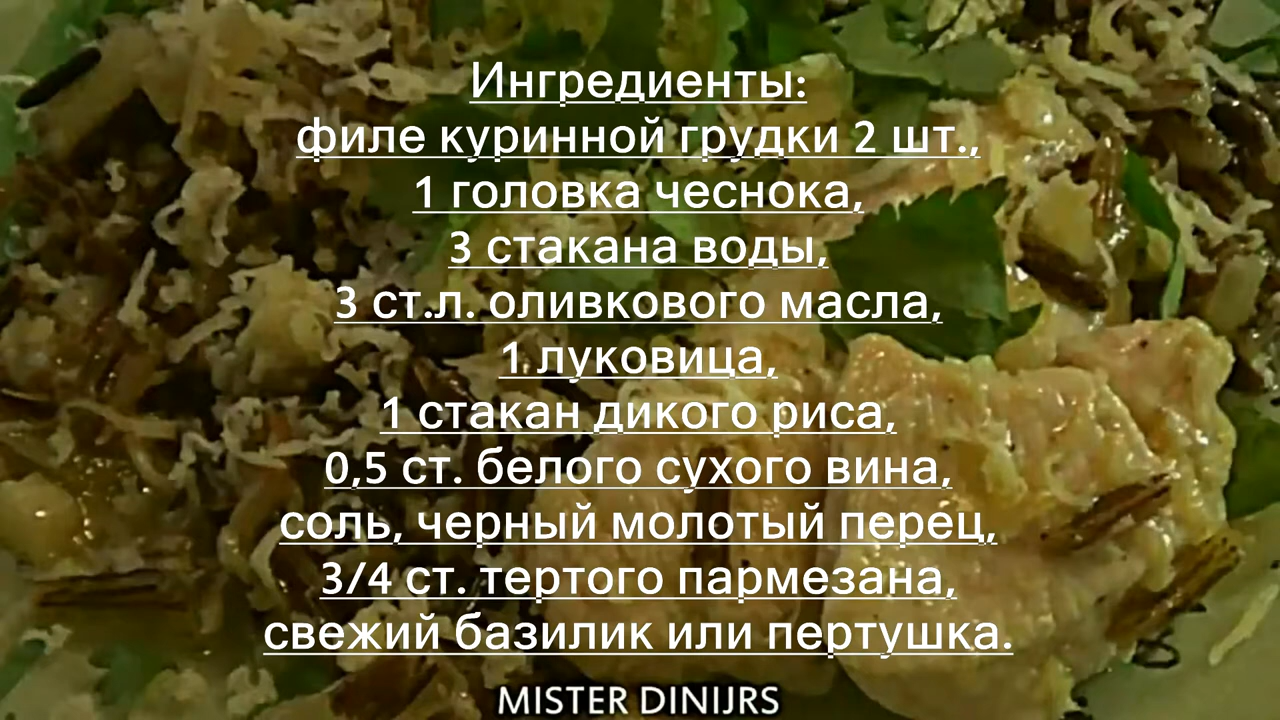 Ингредиенты:
филе куринной грудки 2 шт.,
1 головка чеснока,
3 стакана воды,
3 ст.л. оливкового масла,
1 луковица,
1 стакан дикого риса,
0,5 ст. белого сухого вина,
соль, черный молотый перец,
3/4 ст. тертого пармезана,
свежий базилик или пертушка.
MISTER DINIJRS